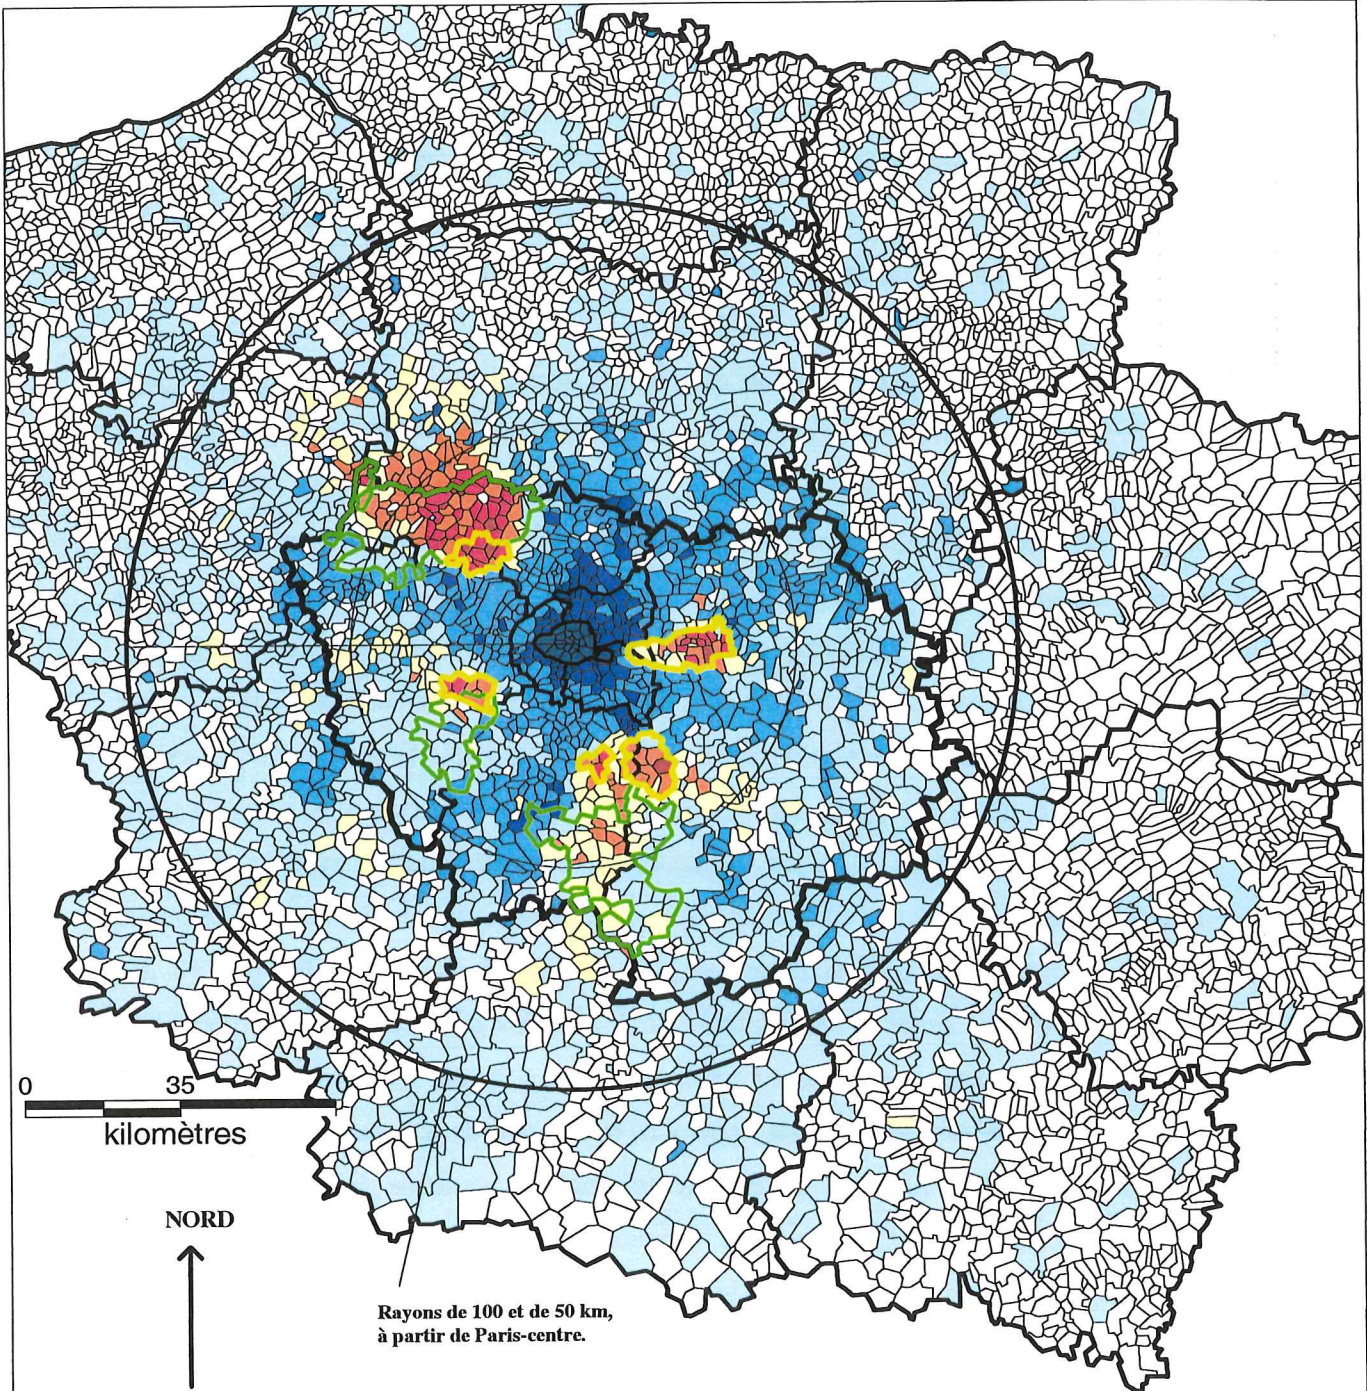 0 35 70
kilomètres
NORD
Rayons de 100 et de 50 km,
à partir de Paris-centre.